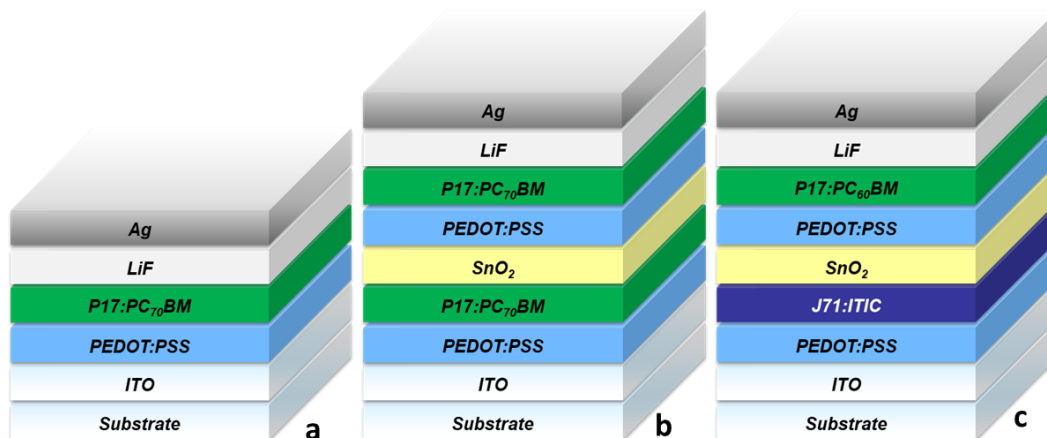 Ag
LiF
P17:PC₇₀BM
PEDOT:PSS
ITO
Substrate
a
Ag
LiF
P17:PC₇₀BM
PEDOT:PSS
SnO₂
P17:PC₇₀BM
PEDOT:PSS
ITO
Substrate
b
Ag
LiF
P17:PC₆₀BM
PEDOT:PSS
SnO₂
J71:ITIC
PEDOT:PSS
ITO
Substrate
c